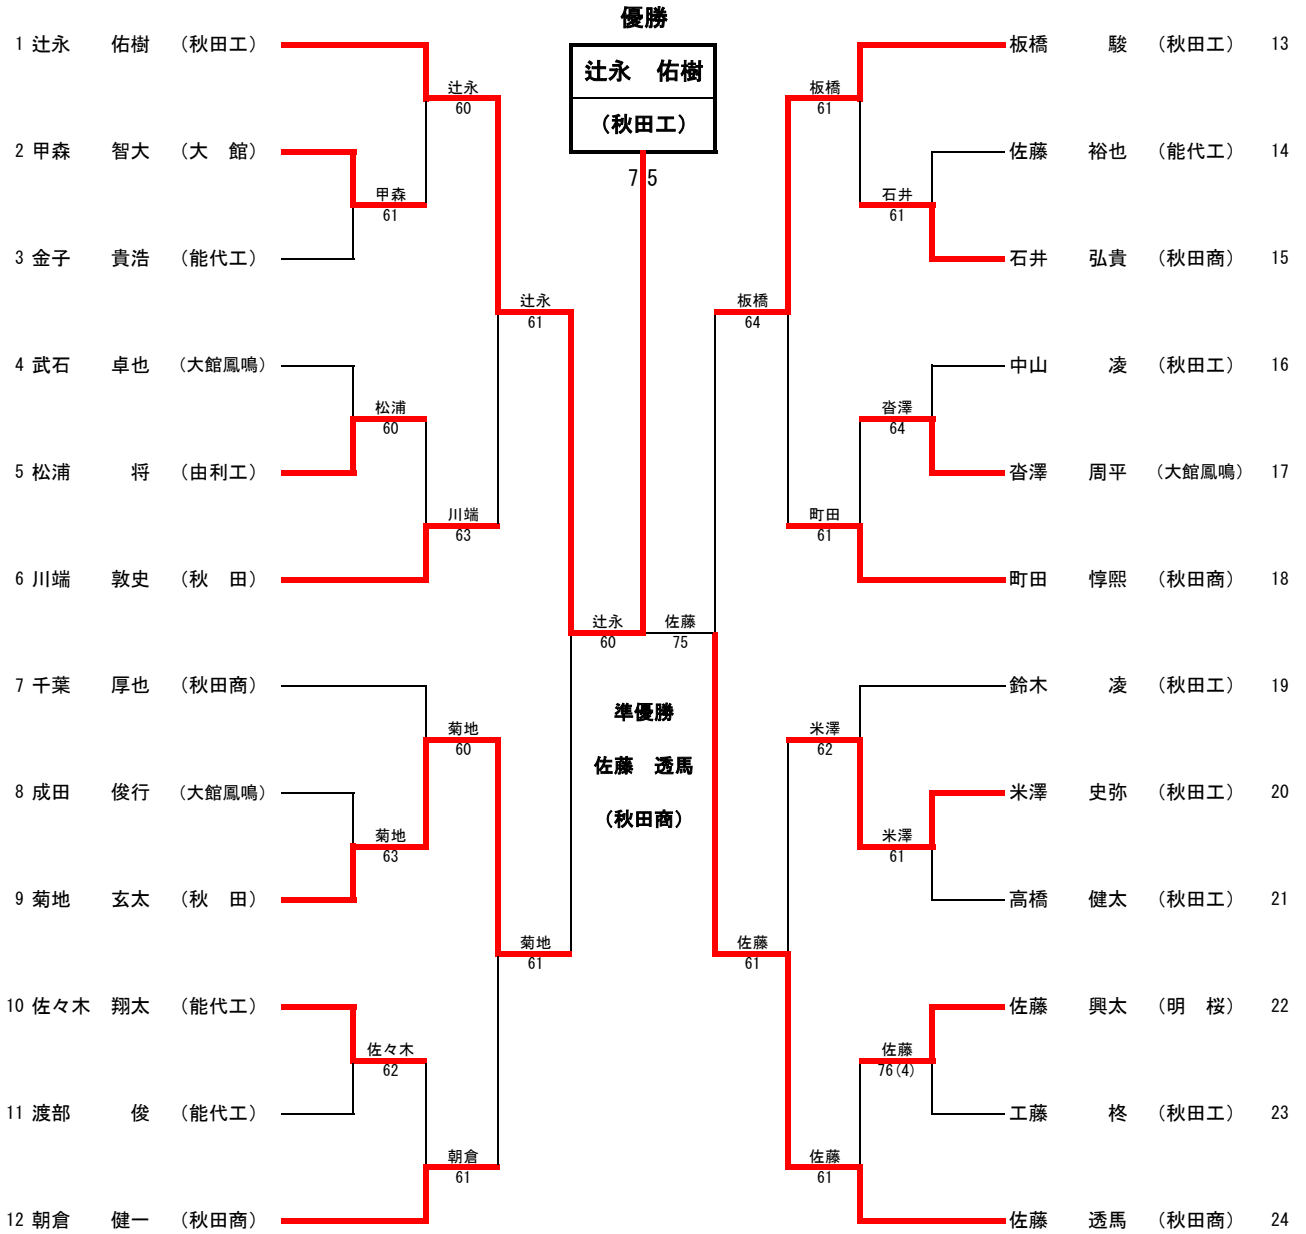 優勝
辻永 佑樹
(秋田工)
7 5
1 辻永 佑樹 (秋田工)
2 甲森 智大 (大 館)
3 金子 貴浩 (能代工)
4 武石 卓也 (大館鳳鳴)
5 松浦 将 (由利工)
6 川端 敦史 (秋 田)
7 千葉 厚也 (秋田商)
8 成田 俊行 (大館鳳鳴)
9 菊地 玄太 (秋 田)
10 佐々木 翔太 (能代工)
11 渡部 俊 (能代工)
12 朝倉 健一 (秋田商)
甲森
61
松浦
60
菊地
63
佐々木
62
辻永
60
川端
63
菊地
60
朝倉
61
辻永
61
菊地
61
辻永
60
佐藤
75
準優勝
佐藤 透馬
(秋田商)
板橋
64
佐藤
61
板橋
61
町田
61
米澤
62
佐藤
61
石井
61
沓澤
64
米澤
61
佐藤
76(4)
板橋 駿 (秋田工) 13
佐藤 裕也 (能代工) 14
石井 弘貴 (秋田商) 15
中山 凌 (秋田工) 16
沓澤 周平 (大館鳳鳴) 17
町田 惇熙 (秋田商) 18
鈴木 凌 (秋田工) 19
米澤 史弥 (秋田工) 20
高橋 健太 (秋田工) 21
佐藤 興太 (明 桜) 22
工藤 柊 (秋田工) 23
佐藤 透馬 (秋田商) 24